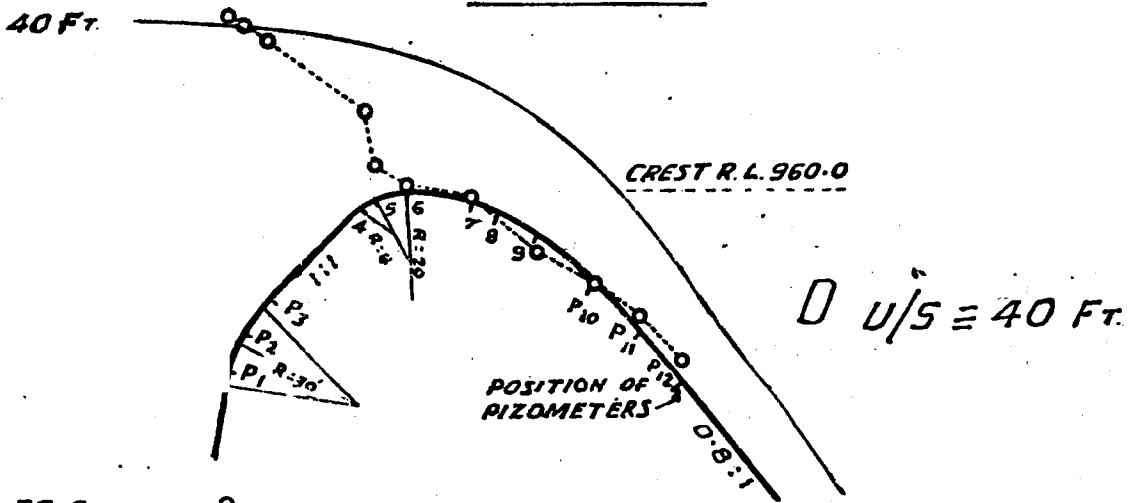 40 FT.
CREST R.L. 960.0
4
5
6
7
8
9
R=4
R=20
1:1
P3
P2
P1
R=30'
P10
P11
P12
D U/S ≡ 40 FT.
POSITION OF
PIZOMETERS
0.8:1